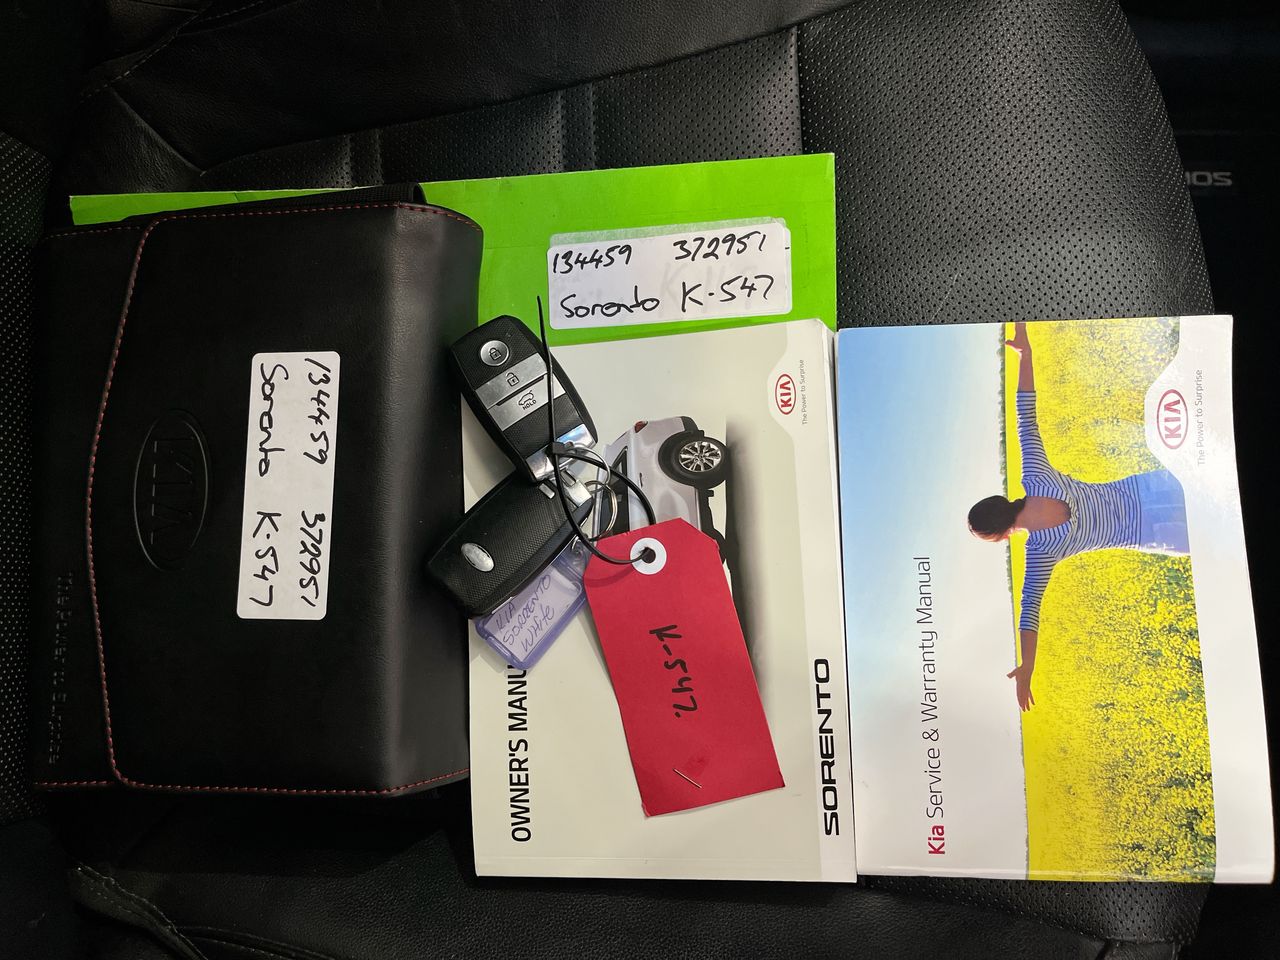 134459 372951
Sorento K-547
134459 372951
Sorento K-547
KIA
HOLD
KIA
SORENTO
White
K-547.
KIA
The Power to Surprise
OWNER'S MANU
SORENTO
KIA
The Power to Surprise
Kia Service & Warranty Manual